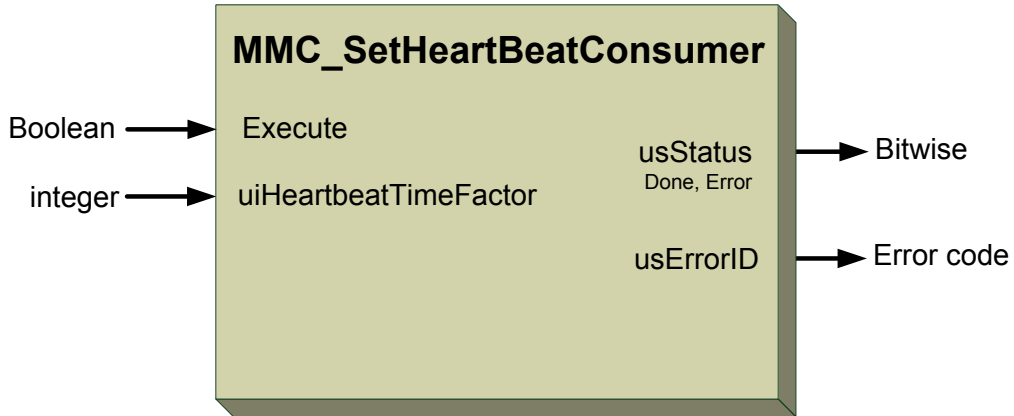 MMC_SetHeartBeatConsumer
Boolean
Execute
usStatus
Done, Error
Bitwise
integer
uiHeartbeatTimeFactor
usErrorID
Error code